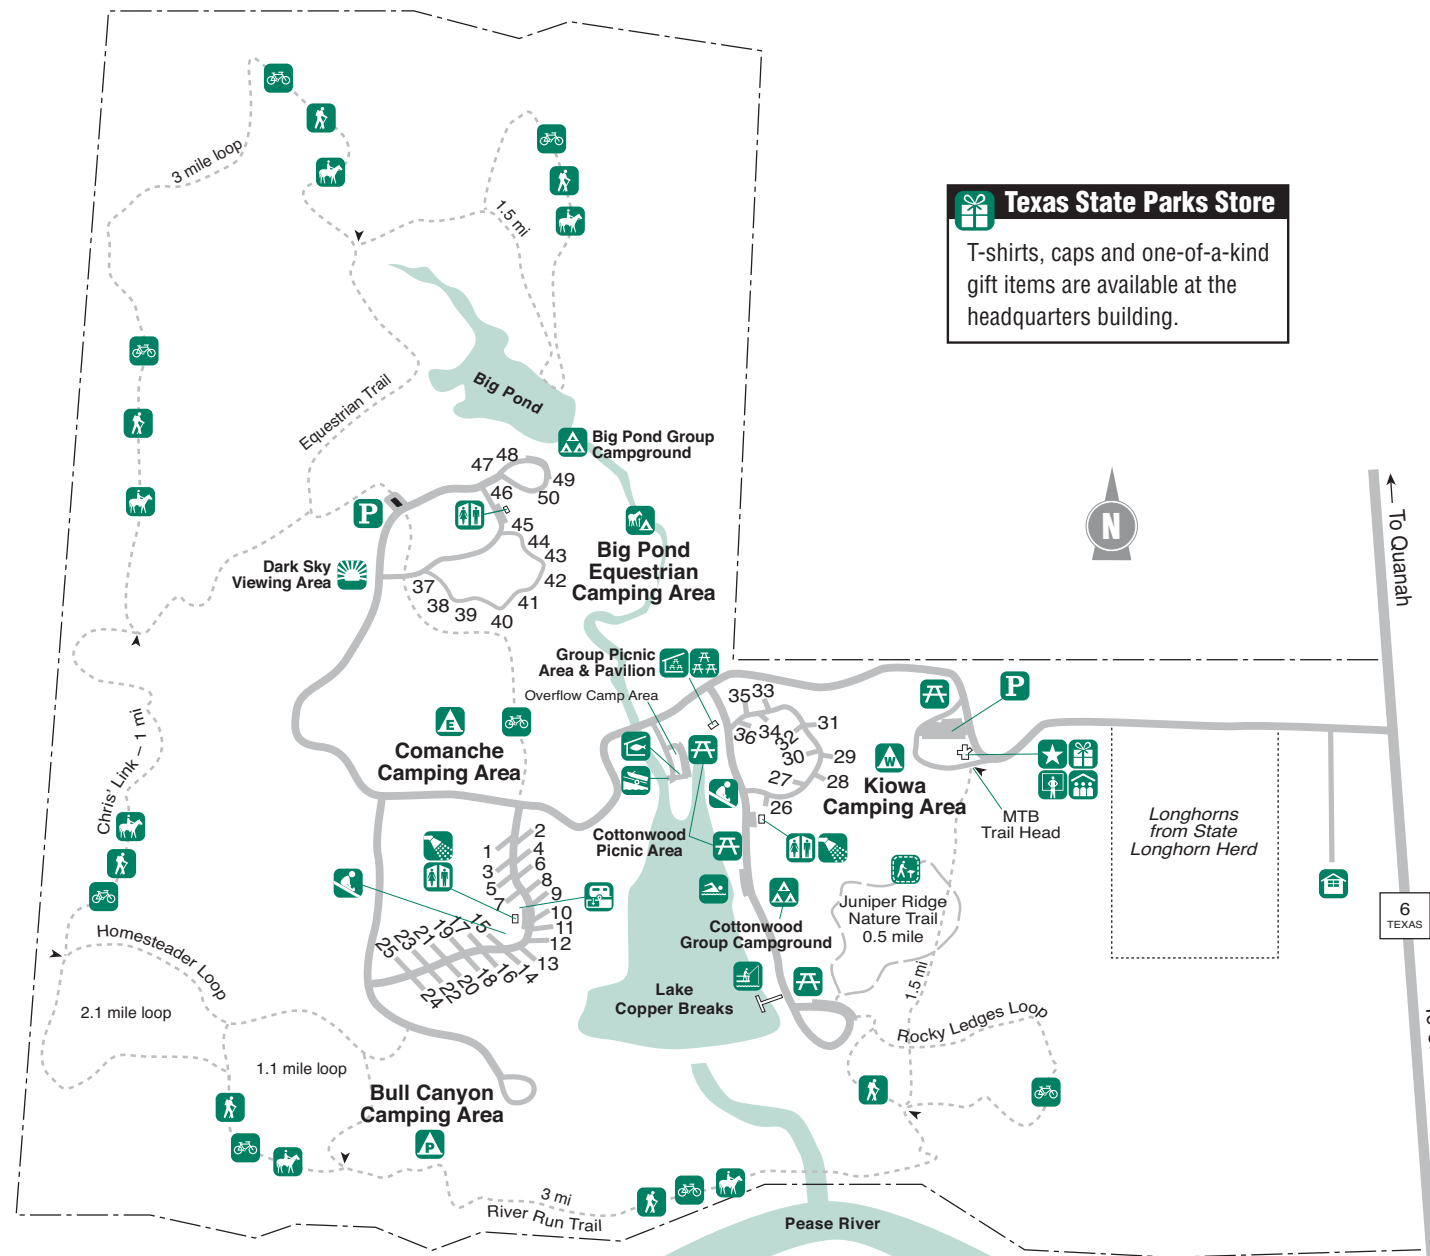 3 mile loop
1.5 mi
Texas State Parks Store
T-shirts, caps and one-of-a-kind
gift items are available at the
headquarters building.
Big Pond
Equestrian Trail
Big Pond Group
Campground
48
47
49
46
50
P
45
44
43
Dark Sky
Viewing Area
42
37
41
38
39
40
Big Pond
Equestrian
Camping Area
N
To Quanah
Group Picnic
Area & Pavilion
Overflow Camp Area
35
33
31
36
34
32
30
29
27
28
26
P
E
Comanche
Camping Area
W
Kiowa
Camping Area
MTB
Trail Head
Longhorns
from State
Longhorn Herd
Chris' Link – 1 mi
Cottonwood
Picnic Area
2
1
4
3
6
5
8
7
9
10
11
12
13
14
15
16
17
18
19
20
21
22
23
24
25
Juniper Ridge
Nature Trail
0.5 mile
6
TEXAS
Cottonwood
Group Campground
Homesteader Loop
2.1 mile loop
1.1 mile loop
Lake
Copper Breaks
1.5 mi
Rocky Ledges Loop
Bull Canyon
Camping Area
P
3 mi
River Run Trail
Pease River